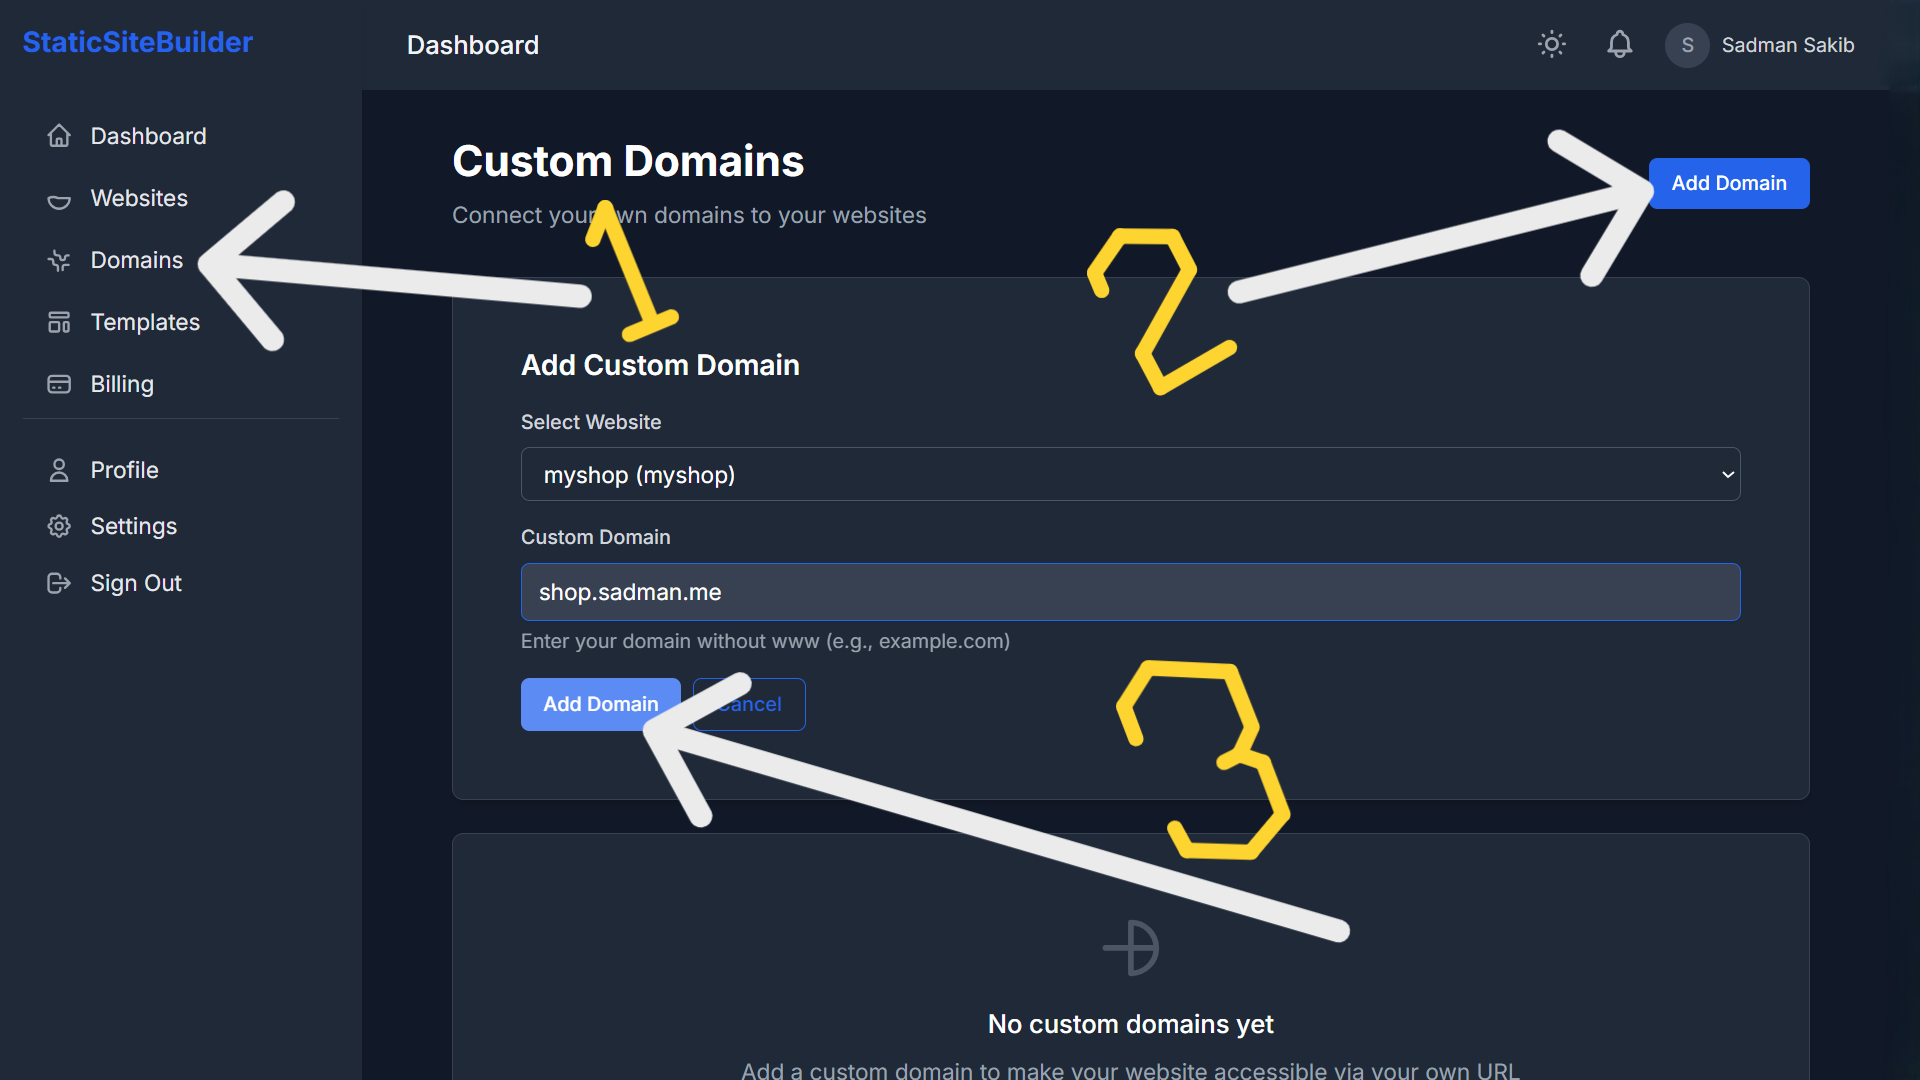 StaticSiteBuilder
Dashboard
Websites
Domains
Templates
Billing
Profile
Settings
Sign Out
Dashboard
S
Sadman Sakib
Custom Domains
Connect your own domains to your websites
Add Domain
1
2
Add Custom Domain
Select Website
myshop (myshop)
Custom Domain
shop.sadman.me
Enter your domain without www (e.g., example.com)
Add Domain
Cancel
3
No custom domains yet
Add a custom domain to make your website accessible via your own URL